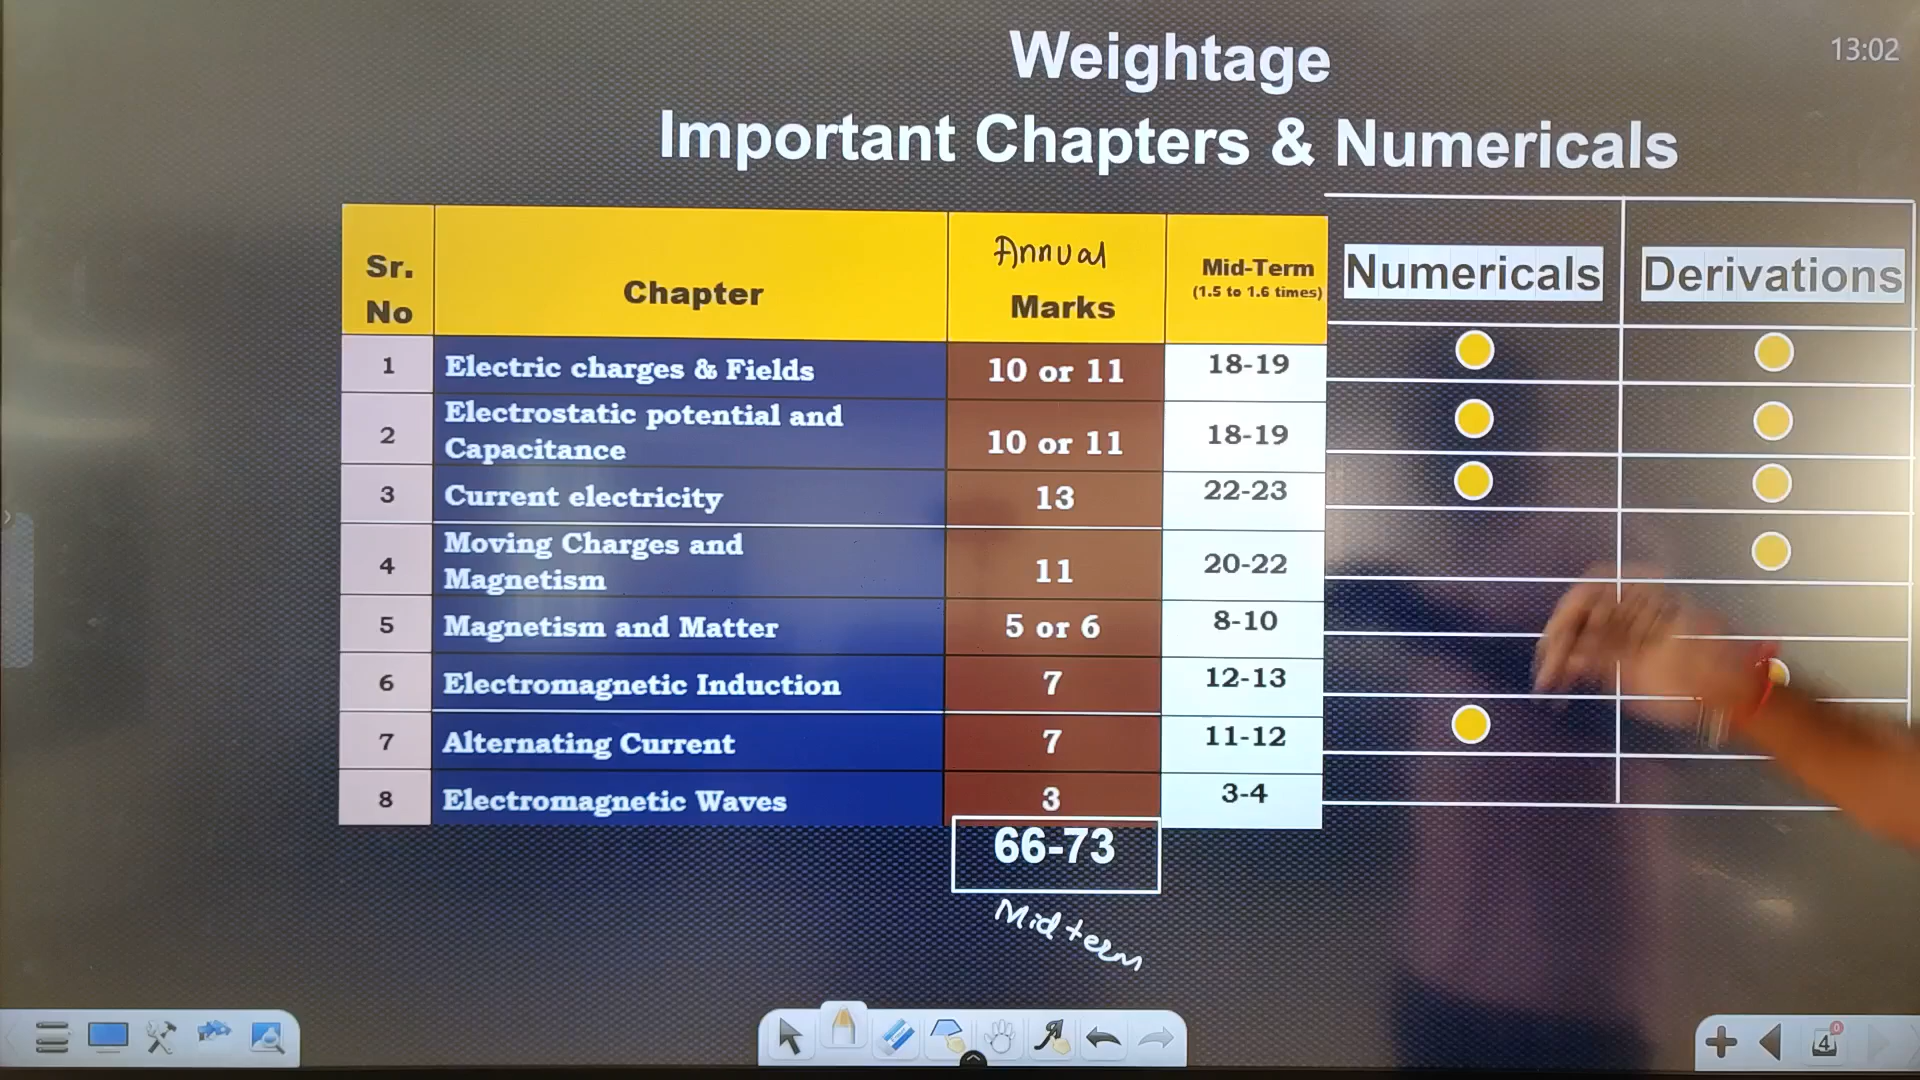 13:02
Weightage
Important Chapters & Numericals
Sr. No Chapter Annual Marks Mid-Term (1.5 to 1.6 times) Numericals Derivations
1 Electric charges & Fields 10 or 11 18-19
2 Electrostatic potential and Capacitance 10 or 11 18-19
3 Current electricity 13 22-23
4 Moving Charges and Magnetism 11 20-22
5 Magnetism and Matter 5 or 6 8-10
6 Electromagnetic Induction 7 12-13
7 Alternating Current 7 11-12
8 Electromagnetic Waves 3 3-4
66-73
Mid term
4 0